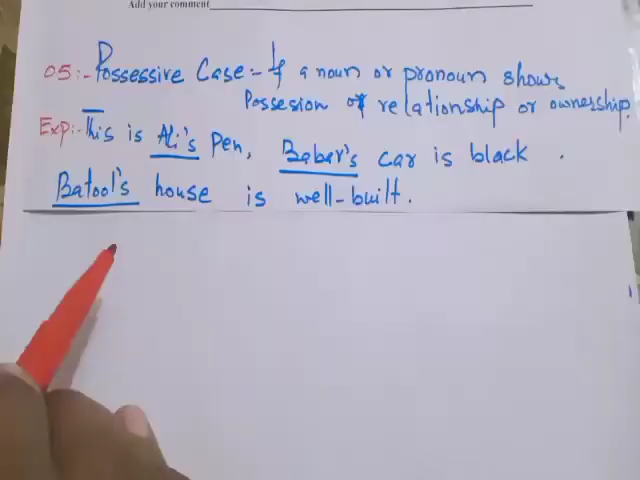 Add your comment
05:- Possessive Case:- If a noun or pronoun shows
Possesion of relationship or ownership.
Exp:- This is Ali's Pen, Baber's car is black .
Batool's house is well-built.